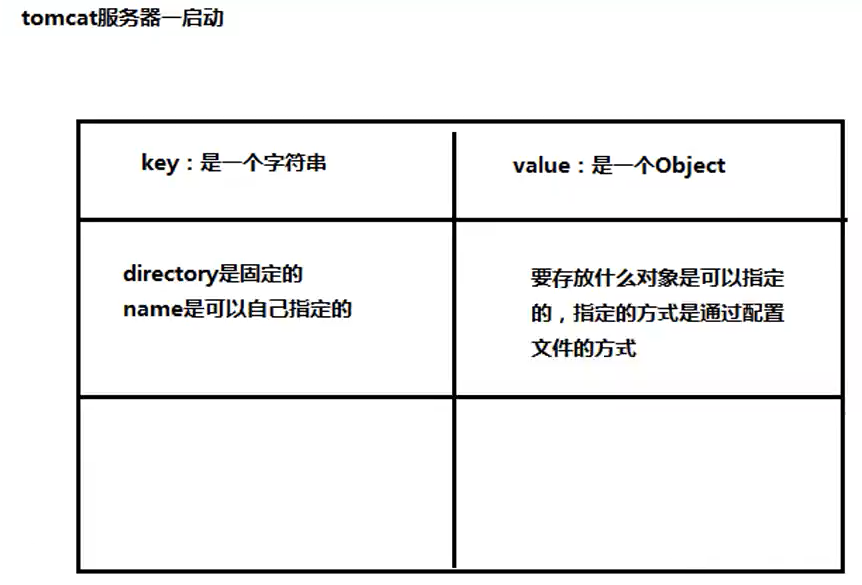 tomcat服务器一启动
key：是一个字符串
value：是一个Object
directory是固定的
name是可以自己指定的
要存放什么对象是可以指定
的，指定的方式是通过配置
文件的方式